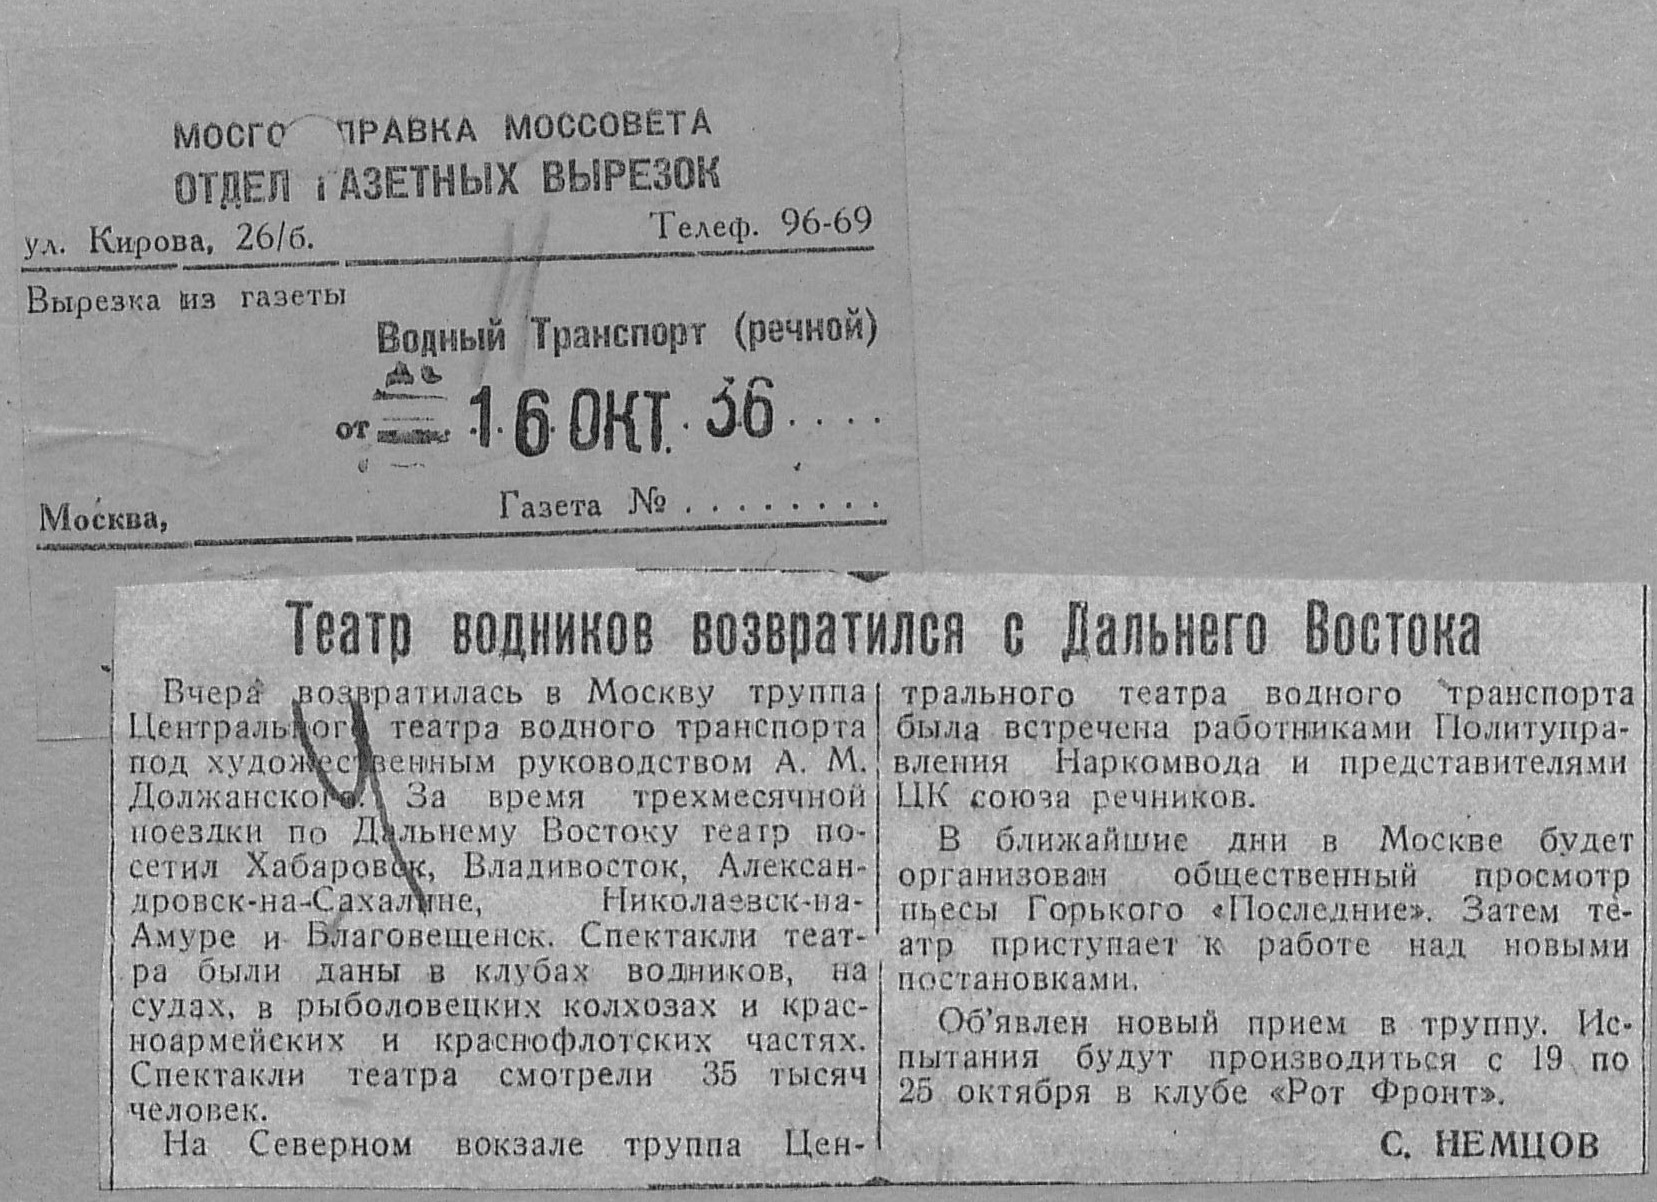 МОСГО ПРАВКА МОССОВЕТА
ОТДЕЛ ГАЗЕТНЫХ ВЫРЕЗОК
ул. Кирова, 26/б. Телеф. 96-69
Вырезка из газеты
Водный Транспорт (речной)
от 16 ОКТ. 36
Москва, Газета №
Театр водников возвратился с Дальнего Востока
Вчера возвратилась в Москву труппа
Центрального театра водного транспорта
под художественным руководством А. М.
Должанского. За время трехмесячной
поездки по Дальнему Востоку театр по-
сетил Хабаровск, Владивосток, Алексан-
дровск-на-Сахалине, Николаевск-на-
Амуре и Благовещенск. Спектакли теат-
ра были даны в клубах водников, на
судах, в рыболовецких колхозах и крас-
ноармейских и краснофлотских частях.
Спектакли театра смотрели 35 тысяч
человек.
На Северном вокзале труппа Цен-
трального театра водного транспорта
была встречена работниками Политупра-
вления Наркомвода и представителями
ЦК союза речников.
В ближайшие дни в Москве будет
организован общественный просмотр
пьесы Горького «Последние». Затем те-
атр приступает к работе над новыми
постановками.
Об'явлен новый прием в труппу. Ис-
пытания будут производиться с 19 по
25 октября в клубе «Рот Фронт».
С. НЕМЦОВ